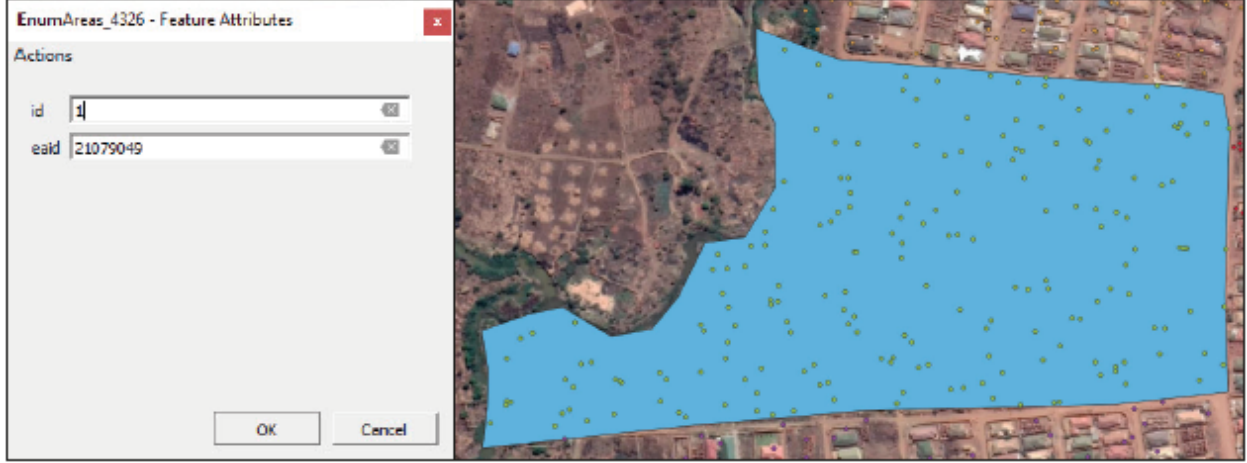 EnumAreas_4326 - Feature Attributes
x
Actions
id 1
eaid 21079049
OK Cancel